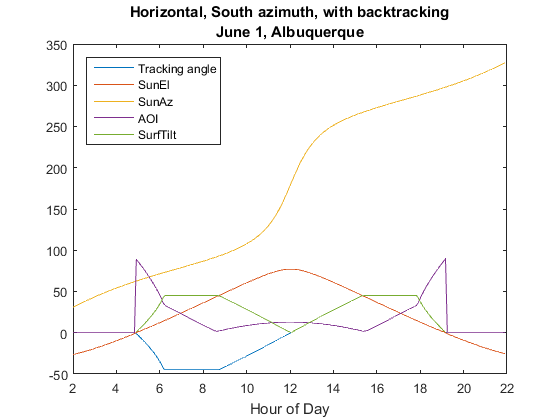 Horizontal, South azimuth, with backtracking
June 1, Albuquerque
350
300
250
200
150
100
50
0
-50
Tracking angle
SunEl
SunAz
AOI
SurfTilt
2 4 6 8 10 12 14 16 18 20 22
Hour of Day